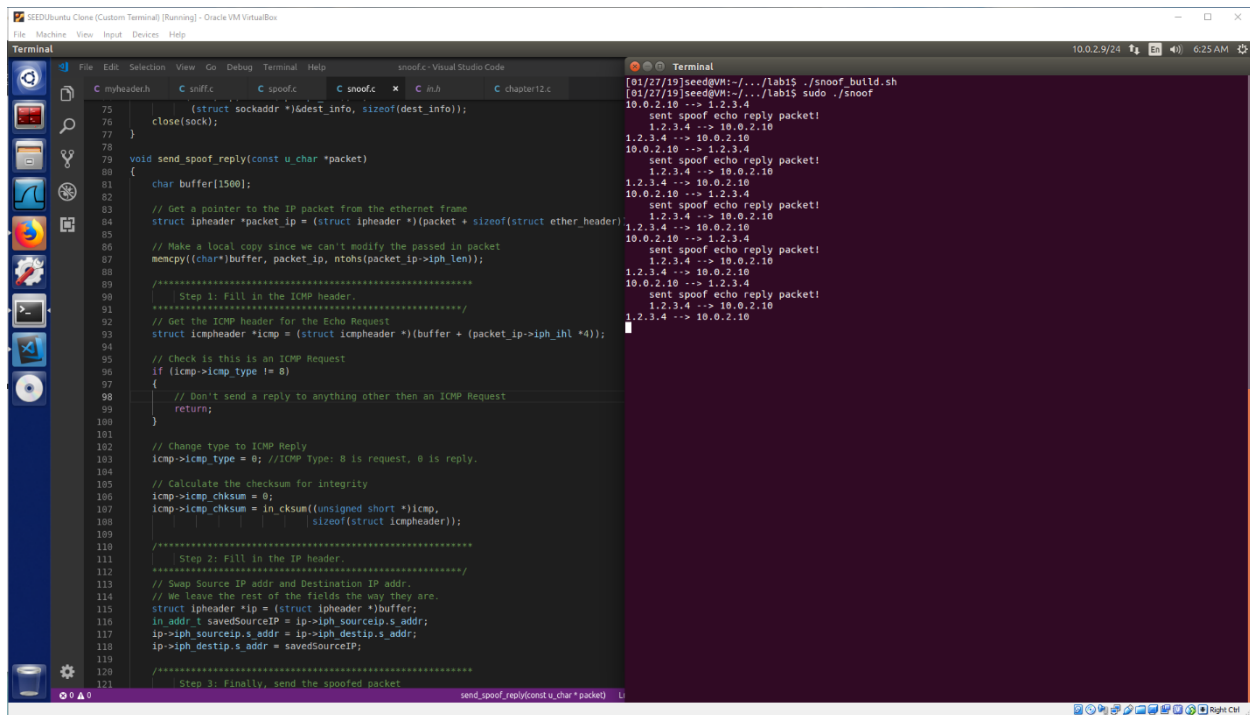 SEEDUbuntu Clone (Custom Terminal) [Running] - Oracle VM VirtualBox
File Machine View Input Devices Help
Terminal
10.0.2.9/24 En 6:25 AM
File Edit Selection View Go Debug Terminal Help
snoof.c - Visual Studio Code
C myheader.h C sniff.c C spoof.c C snoof.c × C in.h C chapter12.c
75 (struct sockaddr *)&dest_info, sizeof(dest_info));
76 close(sock);
77 }
78
79 void send_spoof_reply(const u_char *packet)
80 {
81 char buffer[1500];
82
83 // Get a pointer to the IP packet from the ethernet frame
84 struct ipheader *packet_ip = (struct ipheader *)(packet + sizeof(struct ether_header)
85
86 // Make a local copy since we can't modify the passed in packet
87 memcpy((char*)buffer, packet_ip, ntohs(packet_ip->iph_len));
88
89 /*********************************************************
90 Step 1: Fill in the ICMP header.
91 ********************************************************/
92 // Get the ICMP header for the Echo Request
93 struct icmpheader *icmp = (struct icmpheader *)(buffer + (packet_ip->iph_ihl *4));
94
95 // Check is this is an ICMP Request
96 if (icmp->icmp_type != 8)
97 {
98 // Don't send a reply to anything other then an ICMP Request
99 return;
100 }
101
102 // Change type to ICMP Reply
103 icmp->icmp_type = 0; //ICMP Type: 8 is request, 0 is reply.
104
105 // Calculate the checksum for integrity
106 icmp->icmp_chksum = 0;
107 icmp->icmp_chksum = in_cksum((unsigned short *)icmp,
108 sizeof(struct icmpheader));
109
110 /*********************************************************
111 Step 2: Fill in the IP header.
112 ********************************************************/
113 // Swap Source IP addr and Destination IP addr.
114 // We leave the rest of the fields the way they are.
115 struct ipheader *ip = (struct ipheader *)buffer;
116 in_addr_t savedSourceIP = ip->iph_sourceip.s_addr;
117 ip->iph_sourceip.s_addr = ip->iph_destip.s_addr;
118 ip->iph_destip.s_addr = savedSourceIP;
119
120 /*********************************************************
121 Step 3: Finally, send the spoofed packet
0 0
send_spoof_reply(const u_char * packet)
Terminal
[01/27/19]seed@VM:~/.../lab1$ ./snoof_build.sh
[01/27/19]seed@VM:~/.../lab1$ sudo ./snoof
10.0.2.10 --> 1.2.3.4
sent spoof echo reply packet!
1.2.3.4 --> 10.0.2.10
1.2.3.4 --> 10.0.2.10
10.0.2.10 --> 1.2.3.4
sent spoof echo reply packet!
1.2.3.4 --> 10.0.2.10
1.2.3.4 --> 10.0.2.10
10.0.2.10 --> 1.2.3.4
sent spoof echo reply packet!
1.2.3.4 --> 10.0.2.10
1.2.3.4 --> 10.0.2.10
10.0.2.10 --> 1.2.3.4
sent spoof echo reply packet!
1.2.3.4 --> 10.0.2.10
1.2.3.4 --> 10.0.2.10
10.0.2.10 --> 1.2.3.4
sent spoof echo reply packet!
1.2.3.4 --> 10.0.2.10
1.2.3.4 --> 10.0.2.10
Right Ctrl